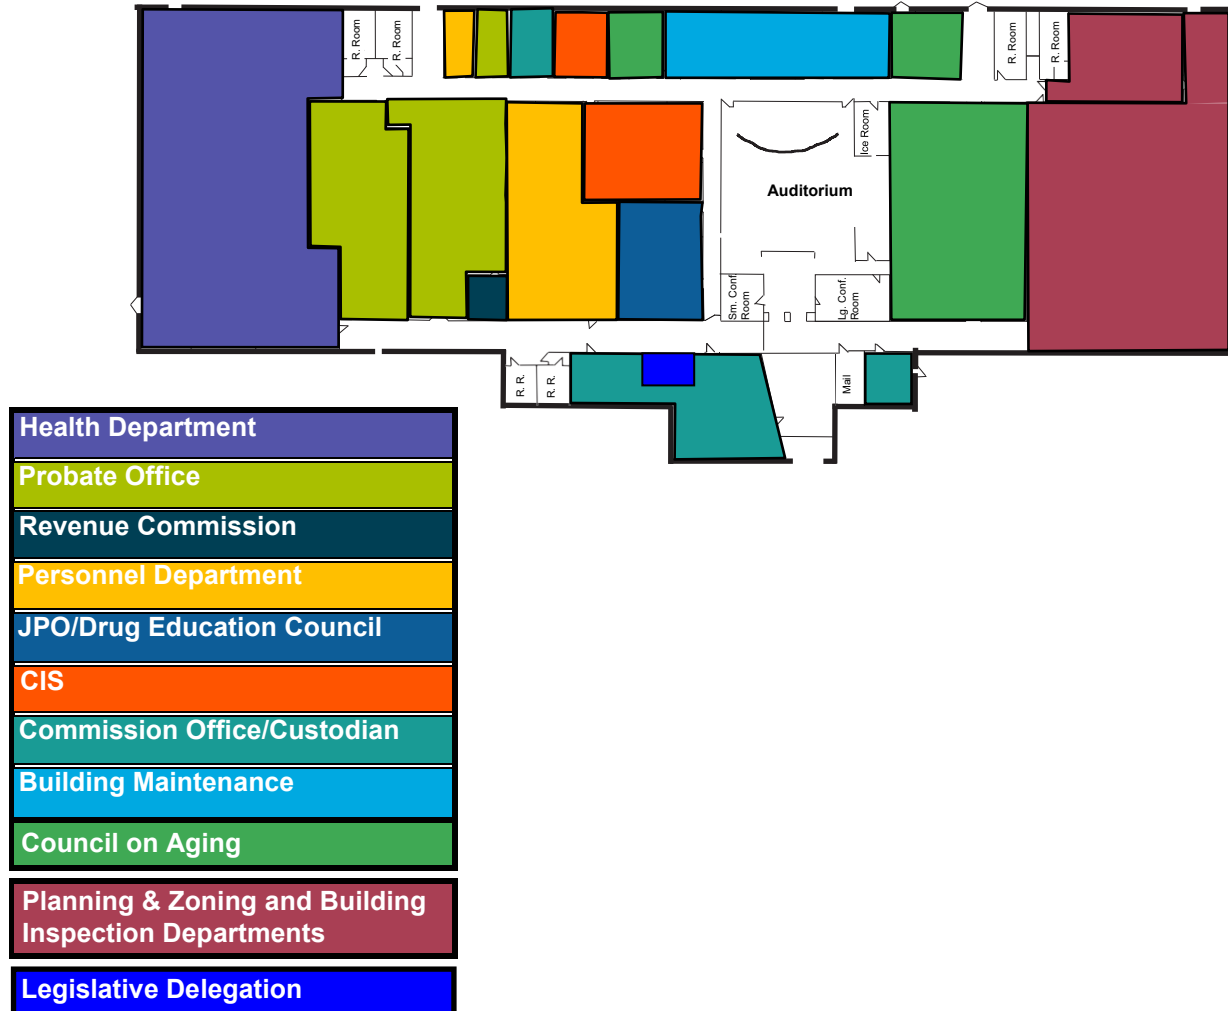 R. Room
R. Room
R. Room
R. Room
Ice Room
Auditorium
Sm. Conf.
Room
Lg. Conf.
Room
R. R.
R. R.
Mail
Health Department
Probate Office
Revenue Commission
Personnel Department
JPO/Drug Education Council
CIS
Commission Office/Custodian
Building Maintenance
Council on Aging
Planning & Zoning and Building
Inspection Departments
Legislative Delegation